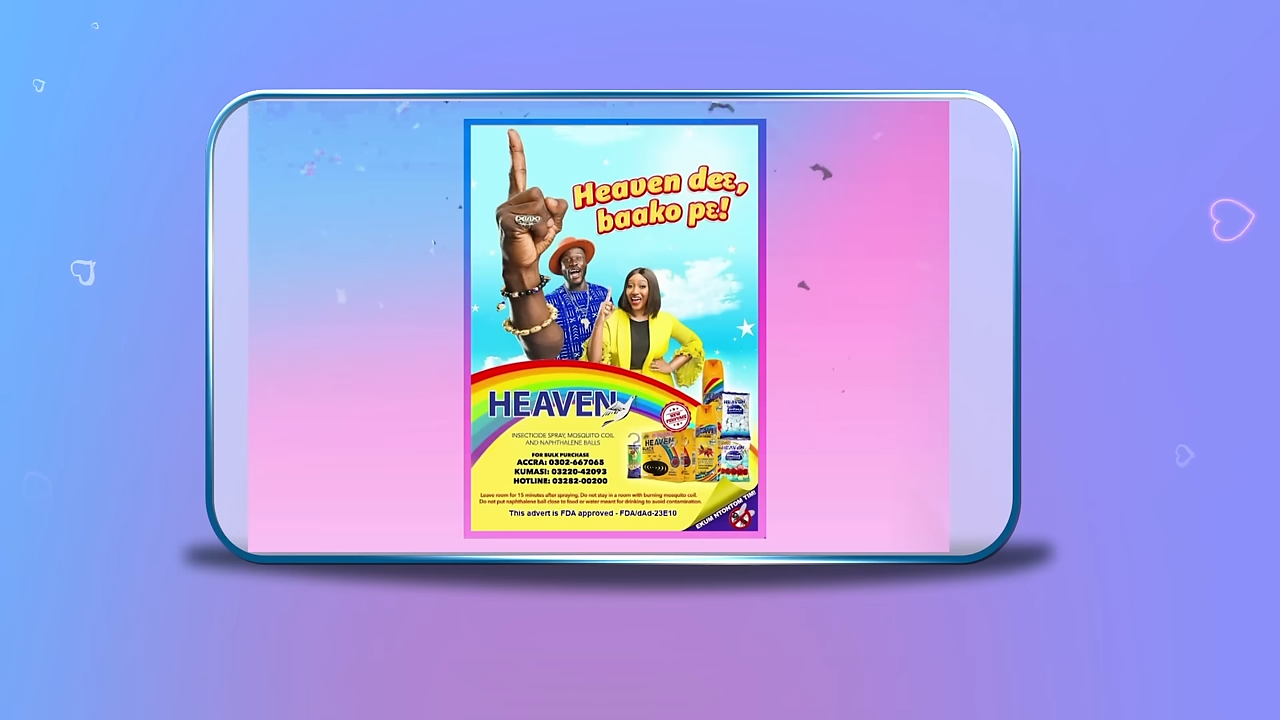 Heaven deɛ,
baako pɛ!
HEAVEN
INSECTICIDE SPRAY, MOSQUITO COIL
AND NAPHTHALENE BALLS
FOR BULK PURCHASE
ACCRA: 0302-667065
KUMASI: 03220-42093
HOTLINE: 03282-00200
HEAVEN
Leave room for 15 minutes after spraying. Do not stay in a room with burning mosquito coil.
Do not put naphthalene ball close to food or water meant for drinking to avoid contamination.
This advert is FDA approved - FDA/dAd-23E10
EKUM NTOHTOM TIM!